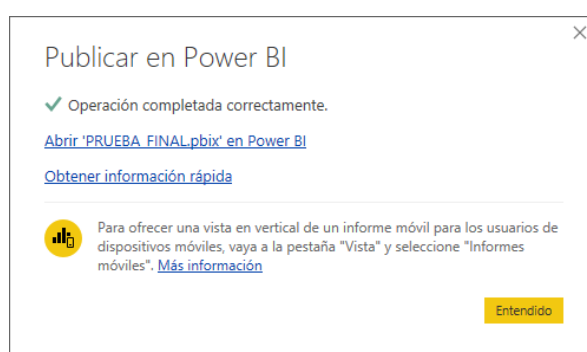 Publicar en Power BI
Operación completada correctamente.
Abrir 'PRUEBA_FINAL.pbix' en Power BI
Obtener información rápida
Para ofrecer una vista en vertical de un informe móvil para los usuarios de
dispositivos móviles, vaya a la pestaña "Vista" y seleccione "Informes
móviles". Más información
Entendido